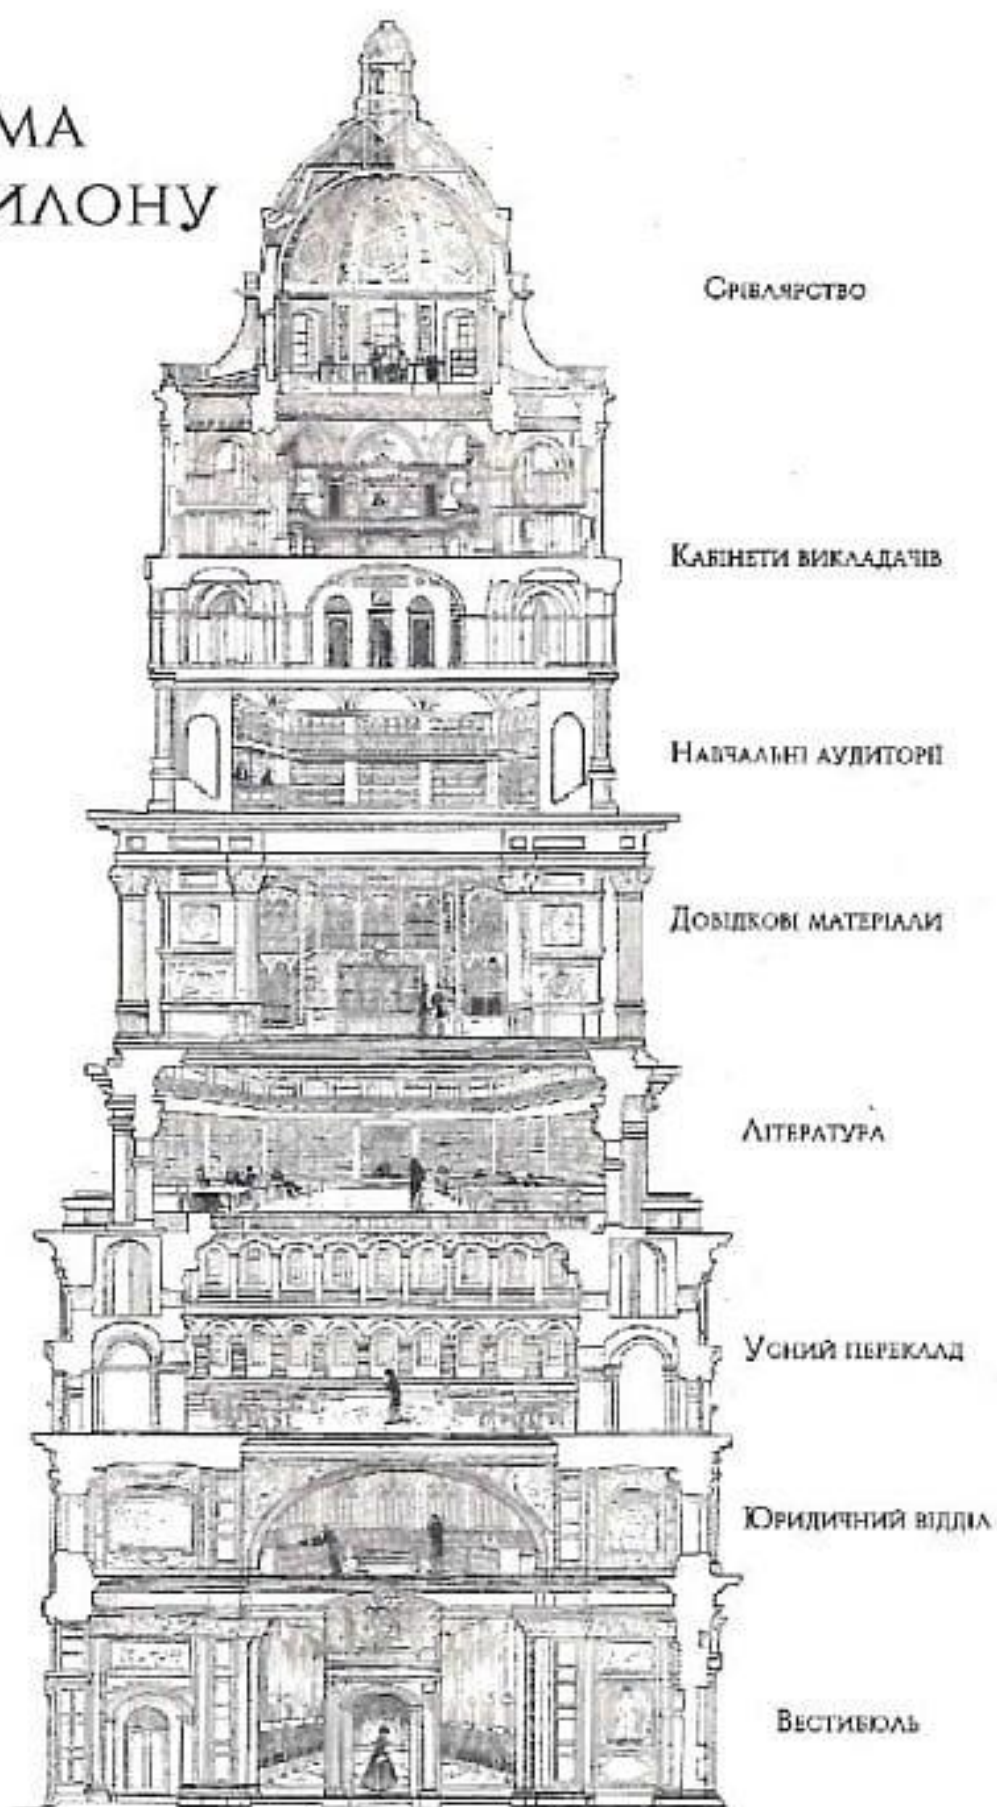 МА
ИЛОНУ
Сріблярство
Кабінети викладачів
Навчальні аудиторії
Довідкові матеріали
Література
Усний переклад
Юридичний відділ
Вестибюль